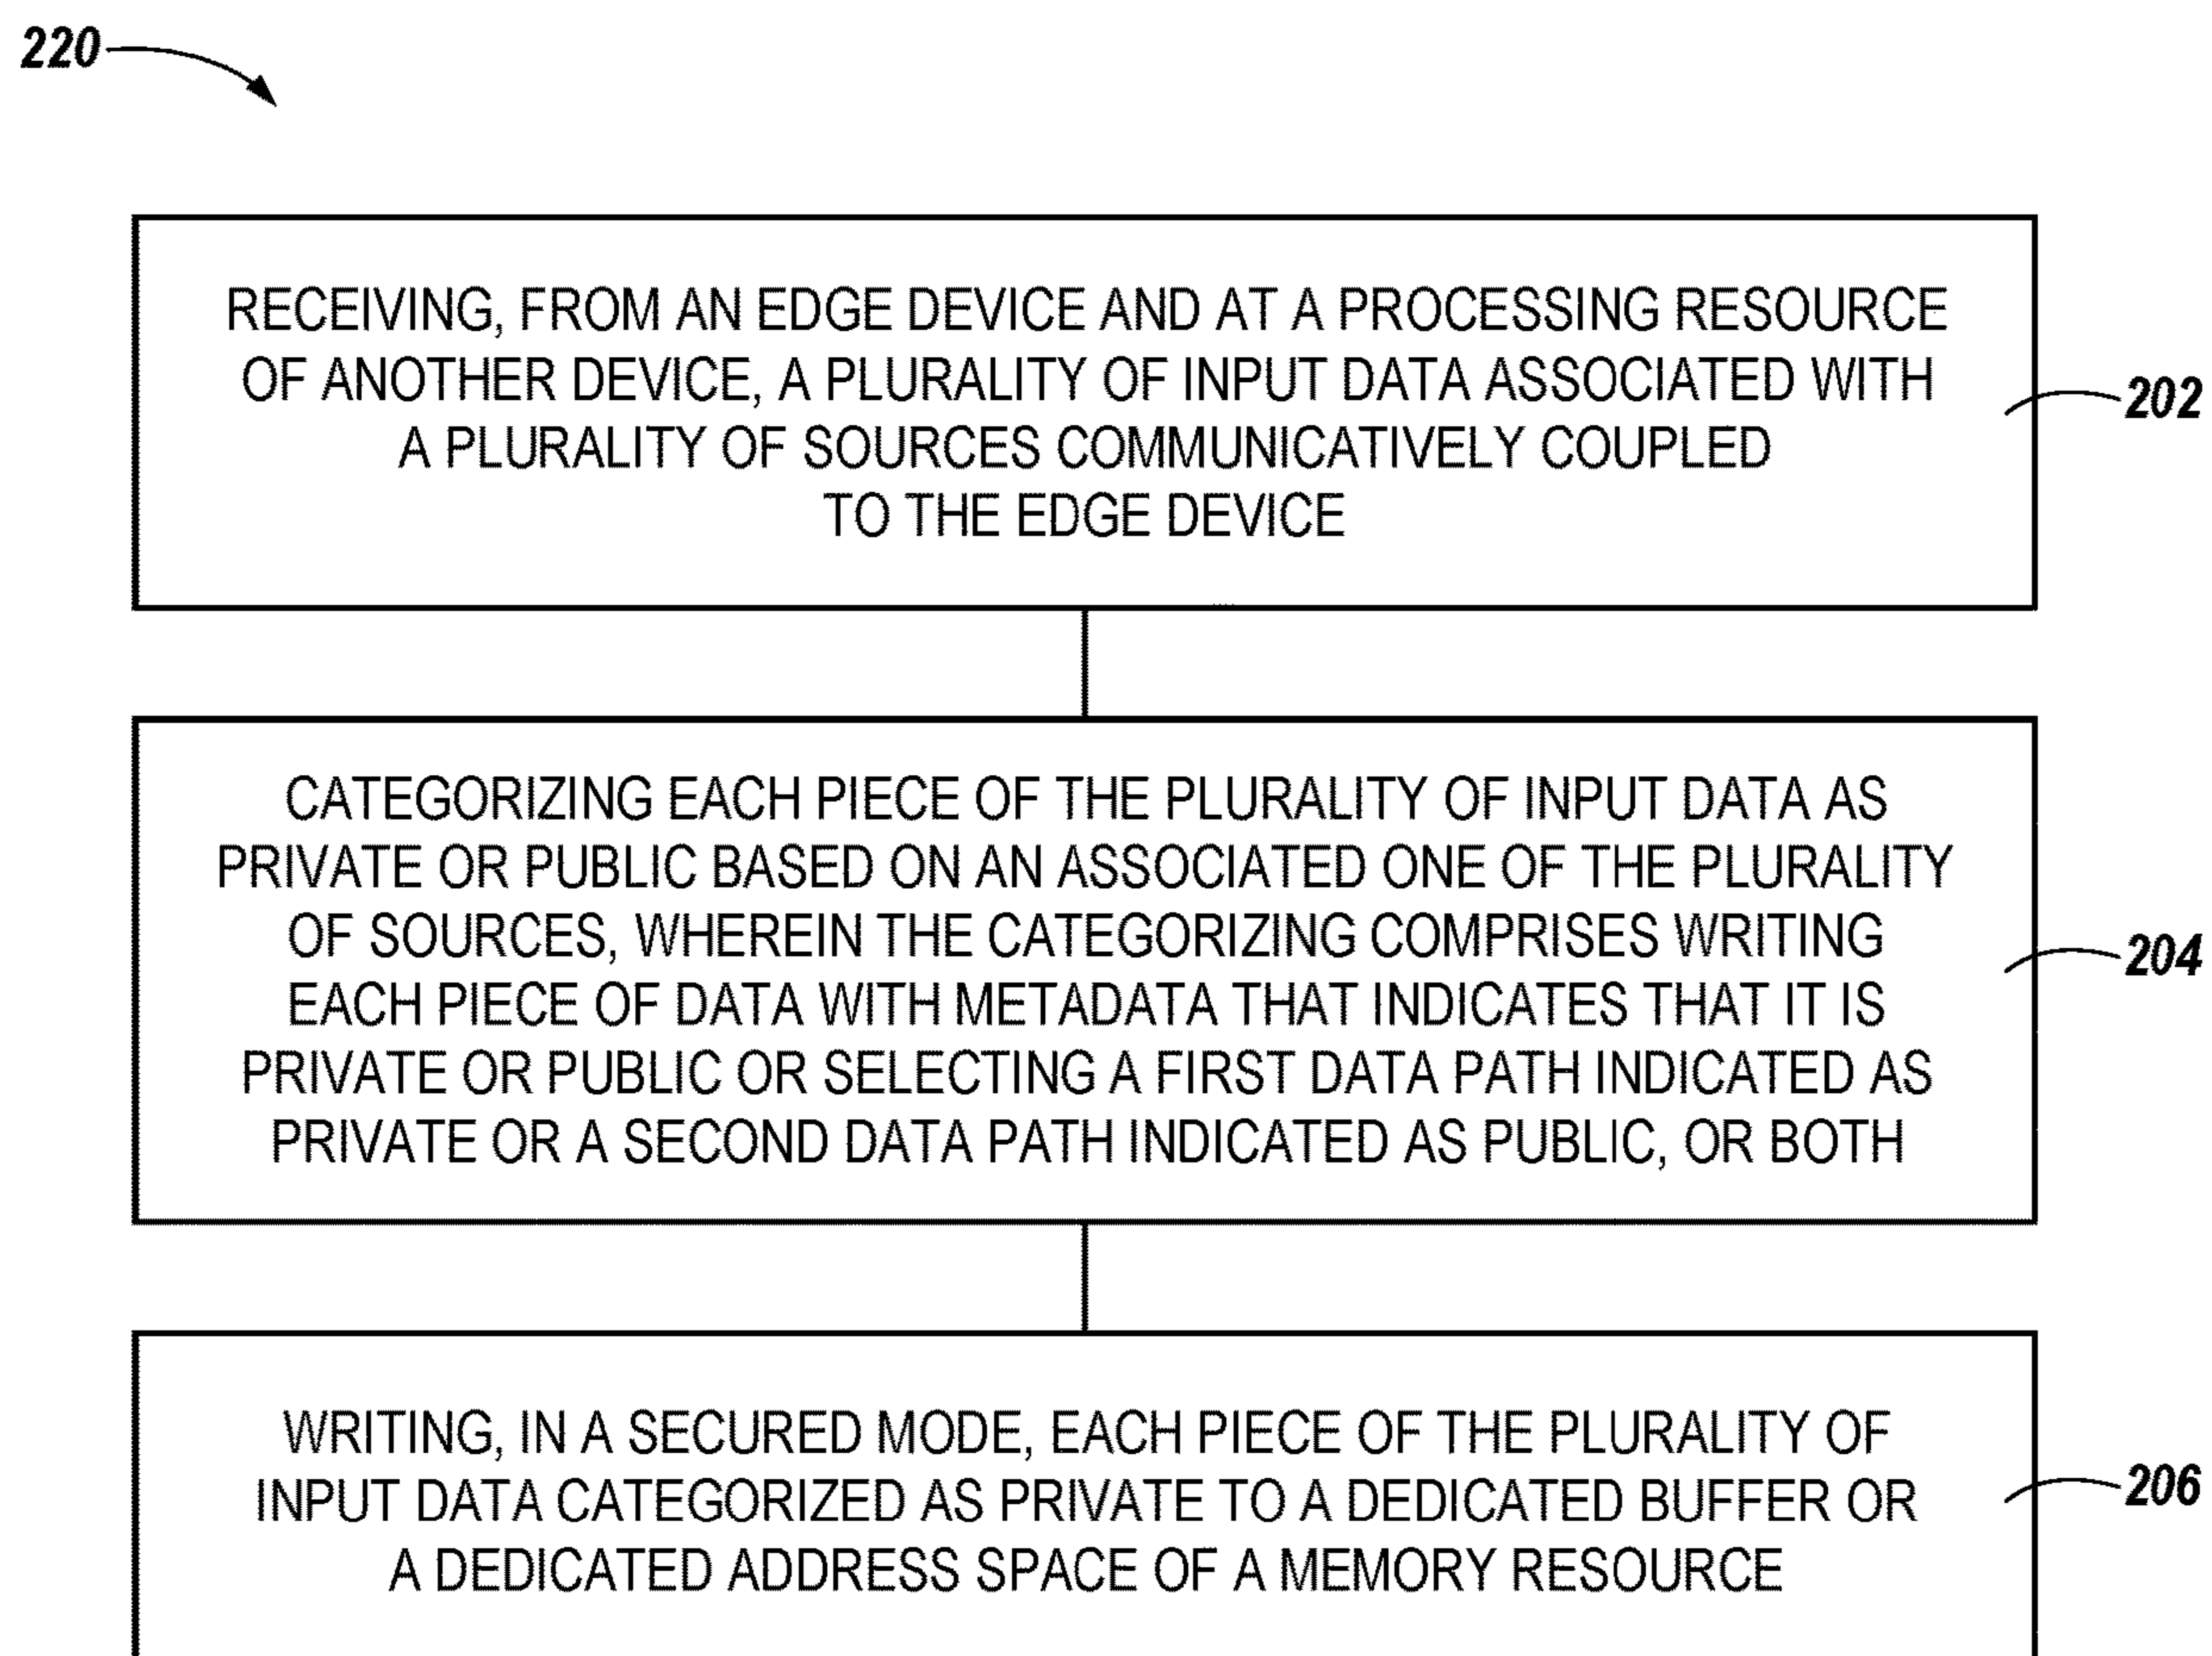 220
RECEIVING, FROM AN EDGE DEVICE AND AT A PROCESSING RESOURCE
OF ANOTHER DEVICE, A PLURALITY OF INPUT DATA ASSOCIATED WITH
A PLURALITY OF SOURCES COMMUNICATIVELY COUPLED
TO THE EDGE DEVICE
202
CATEGORIZING EACH PIECE OF THE PLURALITY OF INPUT DATA AS
PRIVATE OR PUBLIC BASED ON AN ASSOCIATED ONE OF THE PLURALITY
OF SOURCES, WHEREIN THE CATEGORIZING COMPRISES WRITING
EACH PIECE OF DATA WITH METADATA THAT INDICATES THAT IT IS
PRIVATE OR PUBLIC OR SELECTING A FIRST DATA PATH INDICATED AS
PRIVATE OR A SECOND DATA PATH INDICATED AS PUBLIC, OR BOTH
204
WRITING, IN A SECURED MODE, EACH PIECE OF THE PLURALITY OF
INPUT DATA CATEGORIZED AS PRIVATE TO A DEDICATED BUFFER OR
A DEDICATED ADDRESS SPACE OF A MEMORY RESOURCE
206